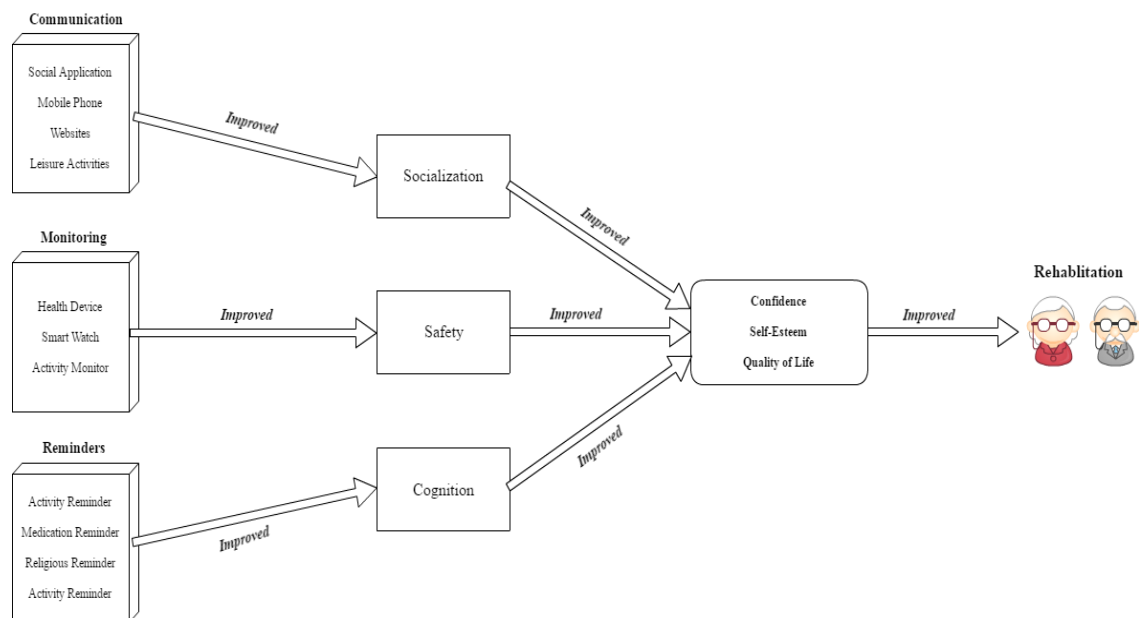 Communication
Social Application
Mobile Phone
Websites
Leisure Activities
Improved
Socialization
Improved
Monitoring
Health Device
Smart Watch
Activity Monitor
Improved
Safety
Improved
Confidence
Self-Esteem
Quality of Life
Improved
Rehablitation
Reminders
Activity Reminder
Medication Reminder
Religious Reminder
Activity Reminder
Improved
Cognition
Improved